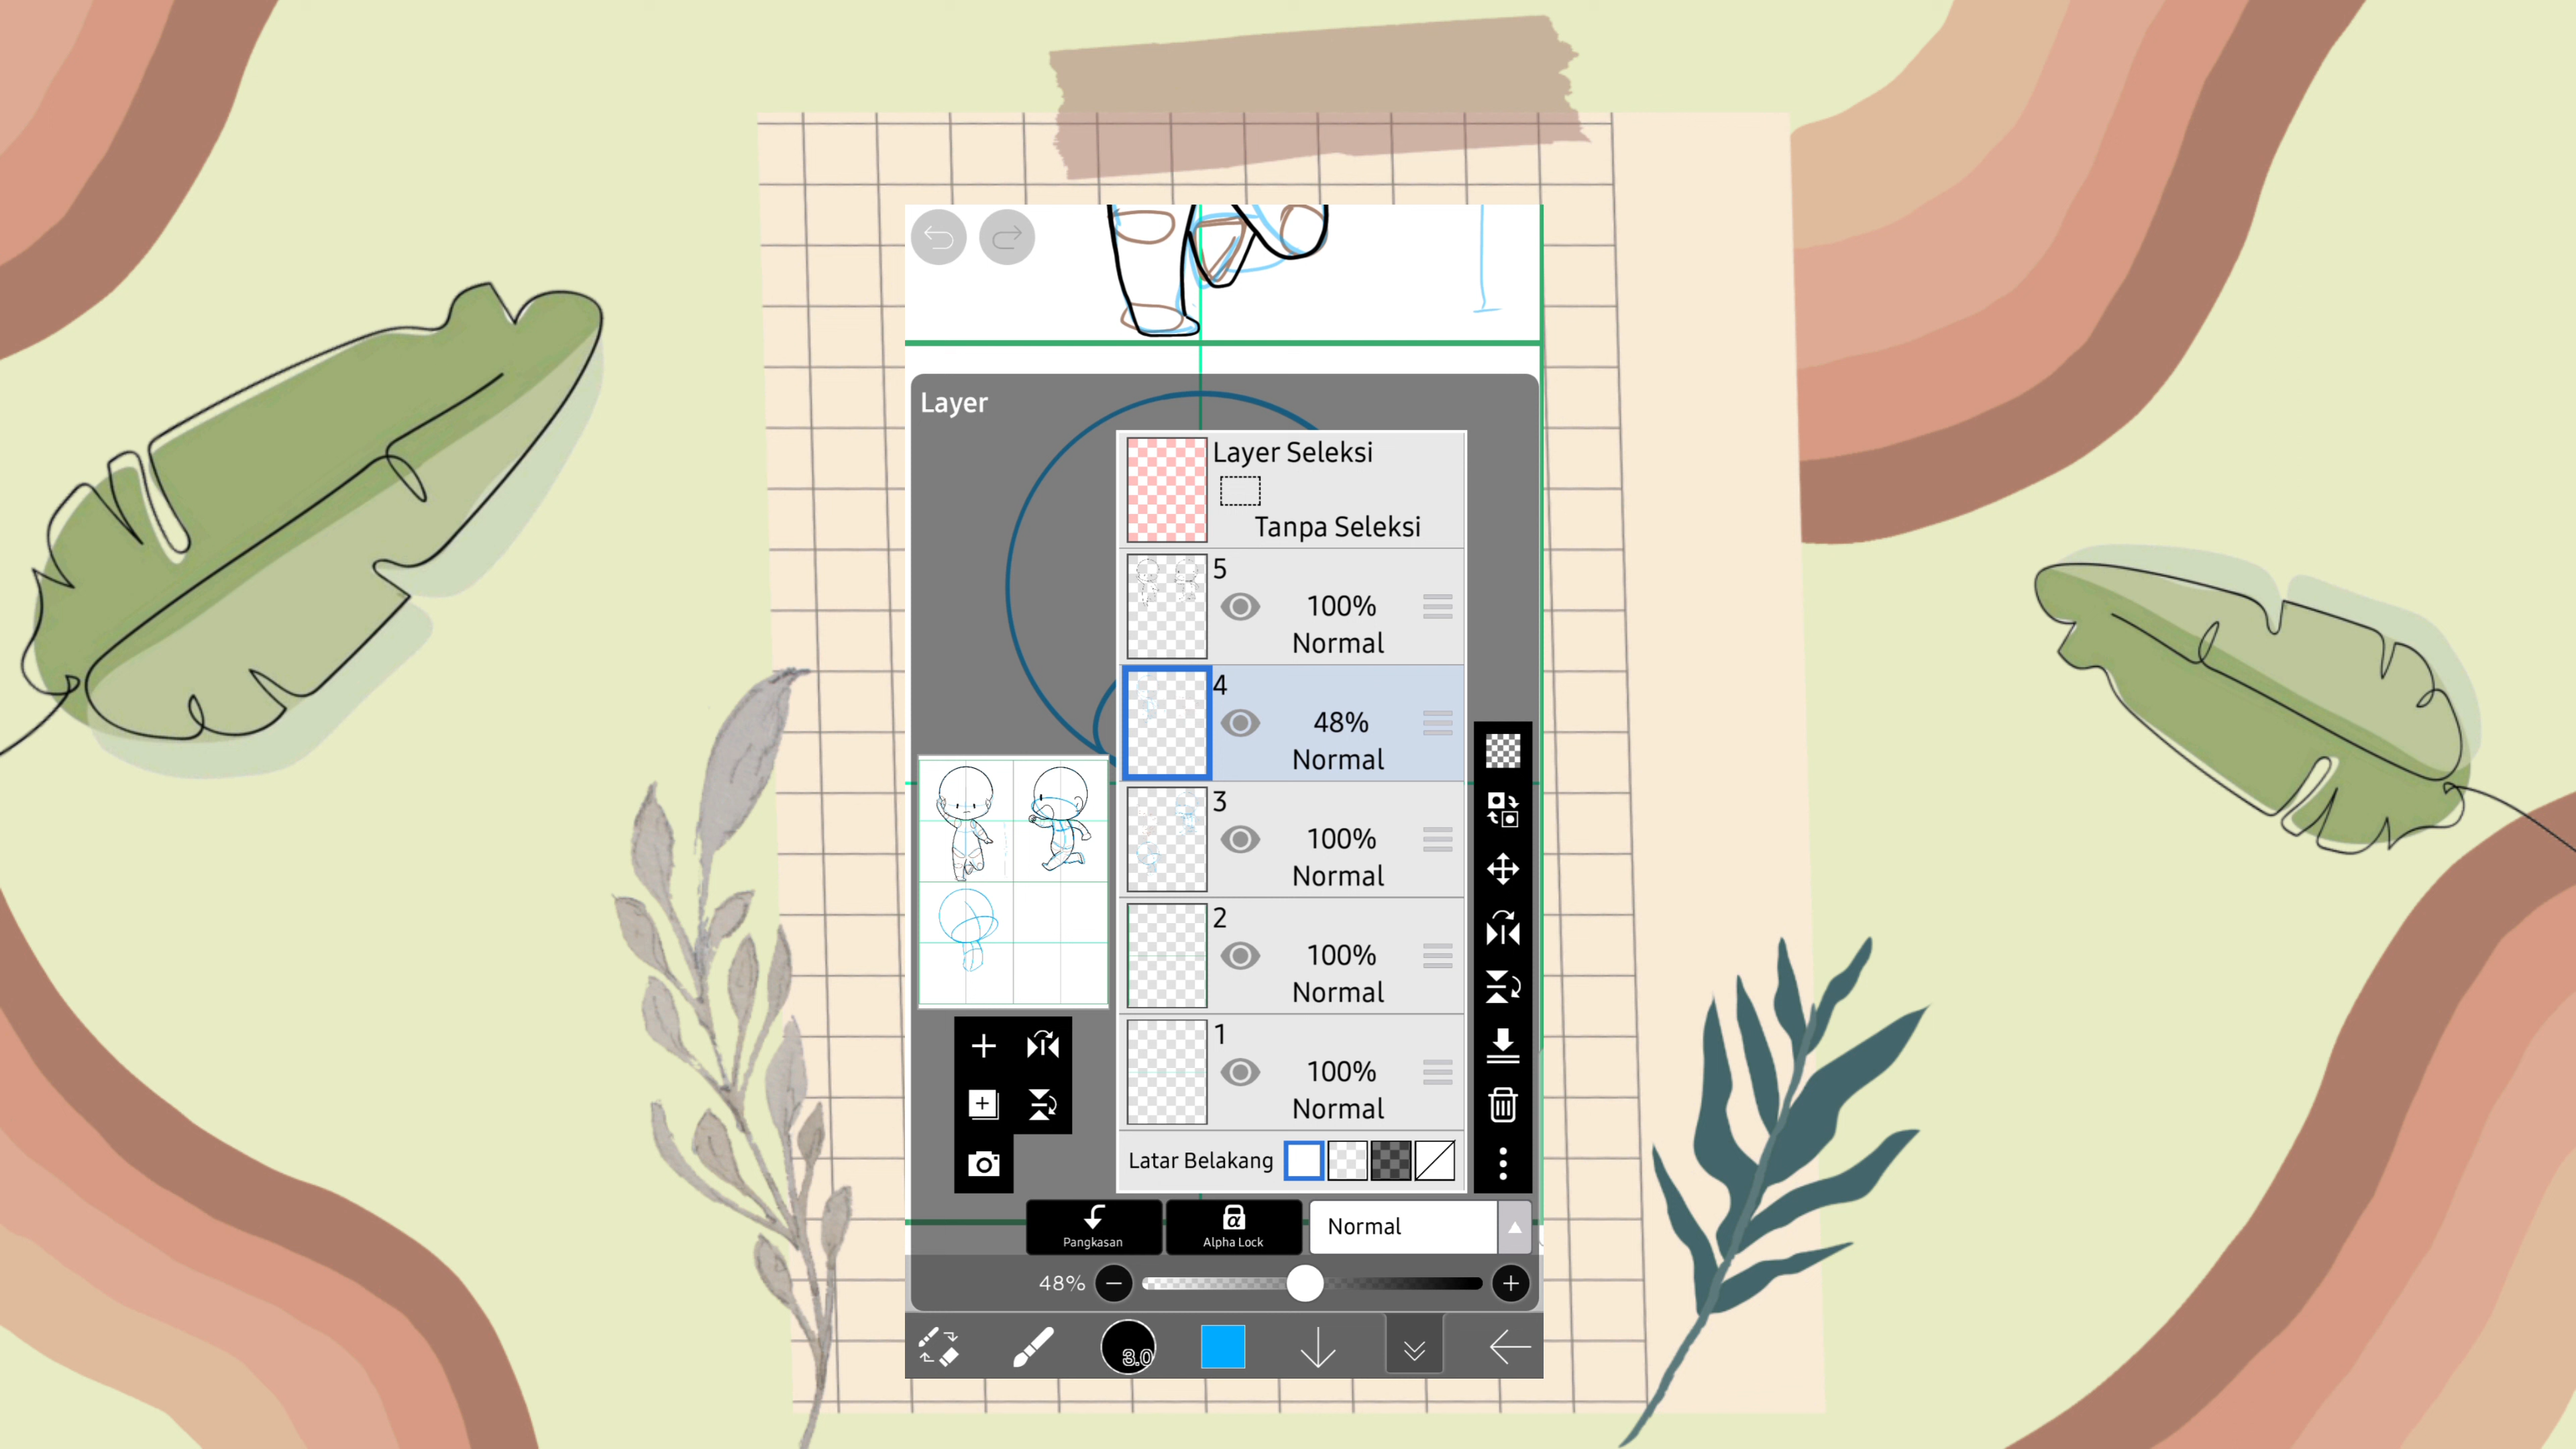 Layer
Layer Seleksi
Tanpa Seleksi
5
100%
Normal
4
48%
Normal
3
100%
Normal
2
100%
Normal
1
100%
Normal
Latar Belakang
Pangkasan
Alpha Lock
Normal
48%
3.0